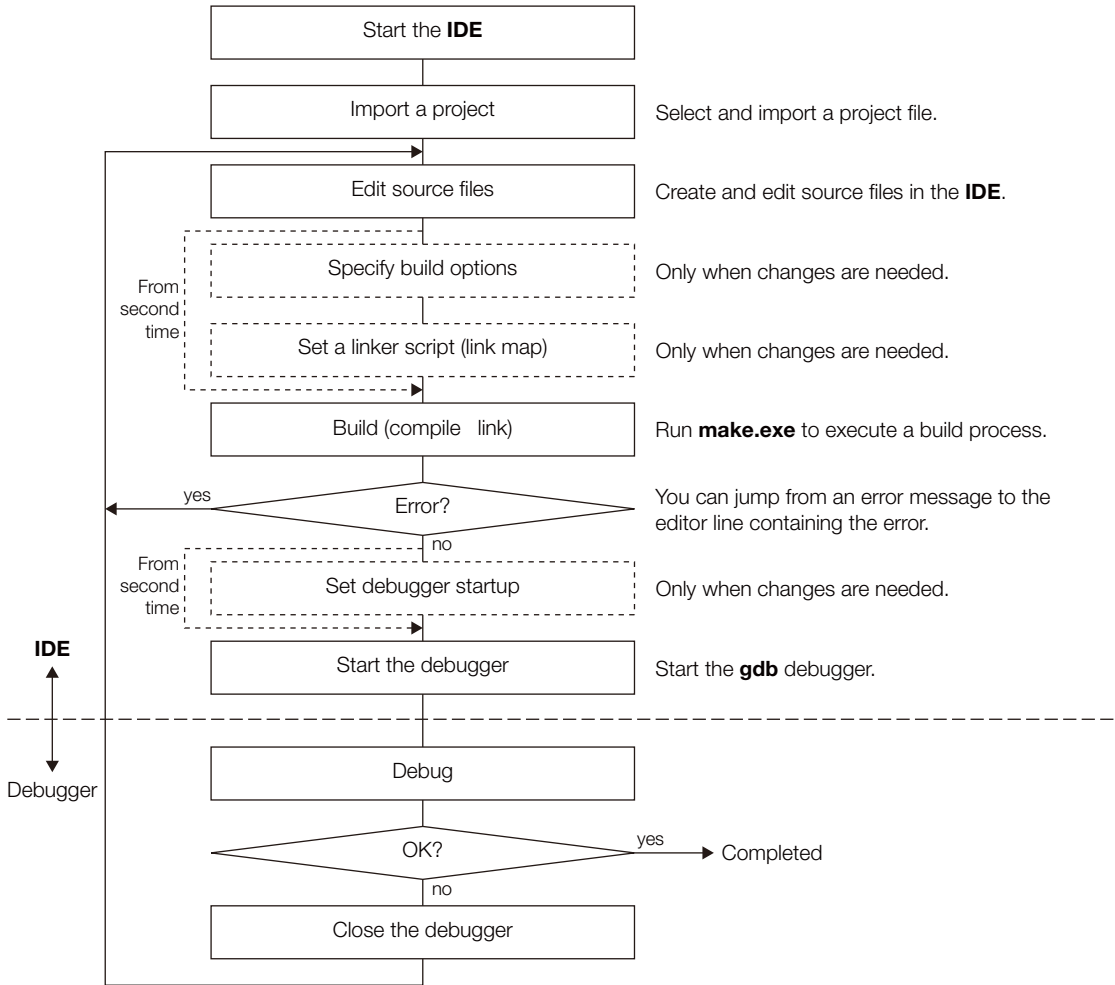 Start the IDE
Import a project
Select and import a project file.
Edit source files
Create and edit source files in the IDE.
From
second
time
Specify build options
Only when changes are needed.
Set a linker script (link map)
Only when changes are needed.
Build (compile link)
Run make.exe to execute a build process.
yes
Error?
You can jump from an error message to the
editor line containing the error.
no
From
second
time
Set debugger startup
Only when changes are needed.
Start the debugger
Start the gdb debugger.
IDE
Debugger
Debug
OK?
yes
Completed
no
Close the debugger